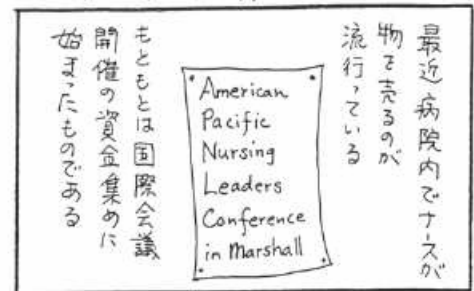 最近病院内でナースが
物を売るのが
流行っている
American
Pacific
Nursing
Leaders
Conference
in Marshall
もともとは国際会議
開催の資金集めに
始まったものである